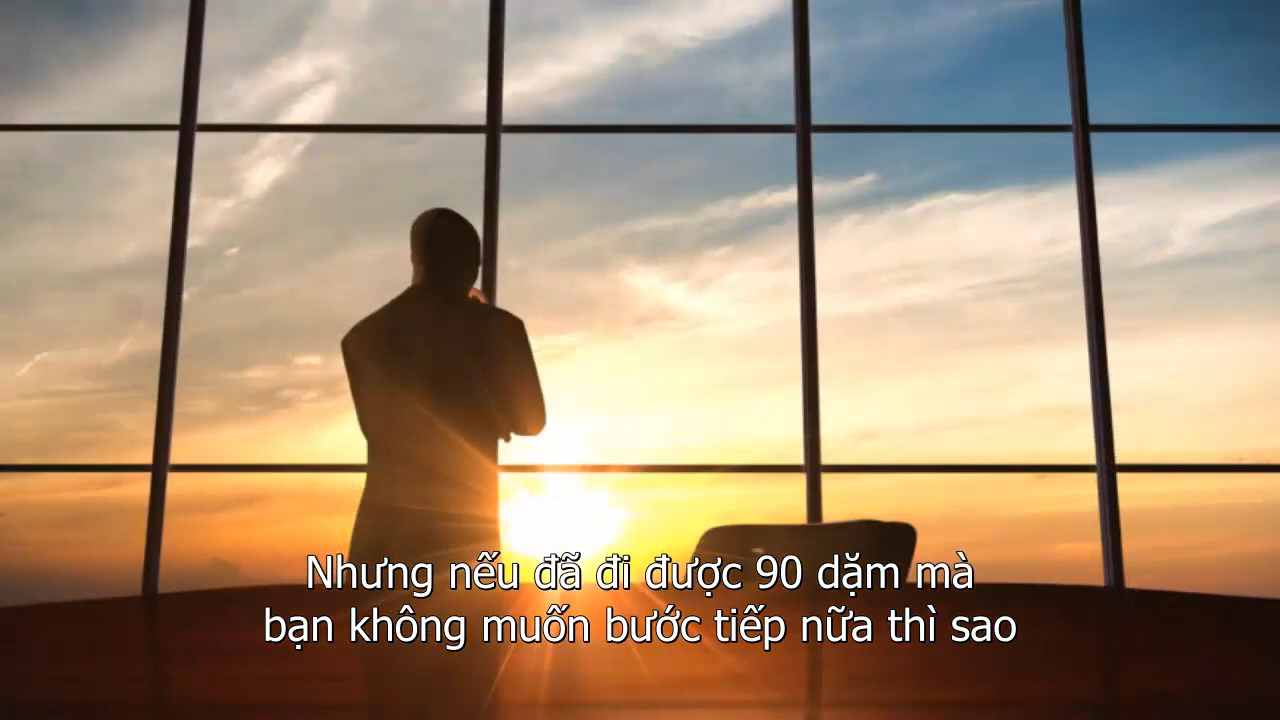 Nhưng nếu đã đi được 90 dặm mà
bạn không muốn bước tiếp nữa thì sao